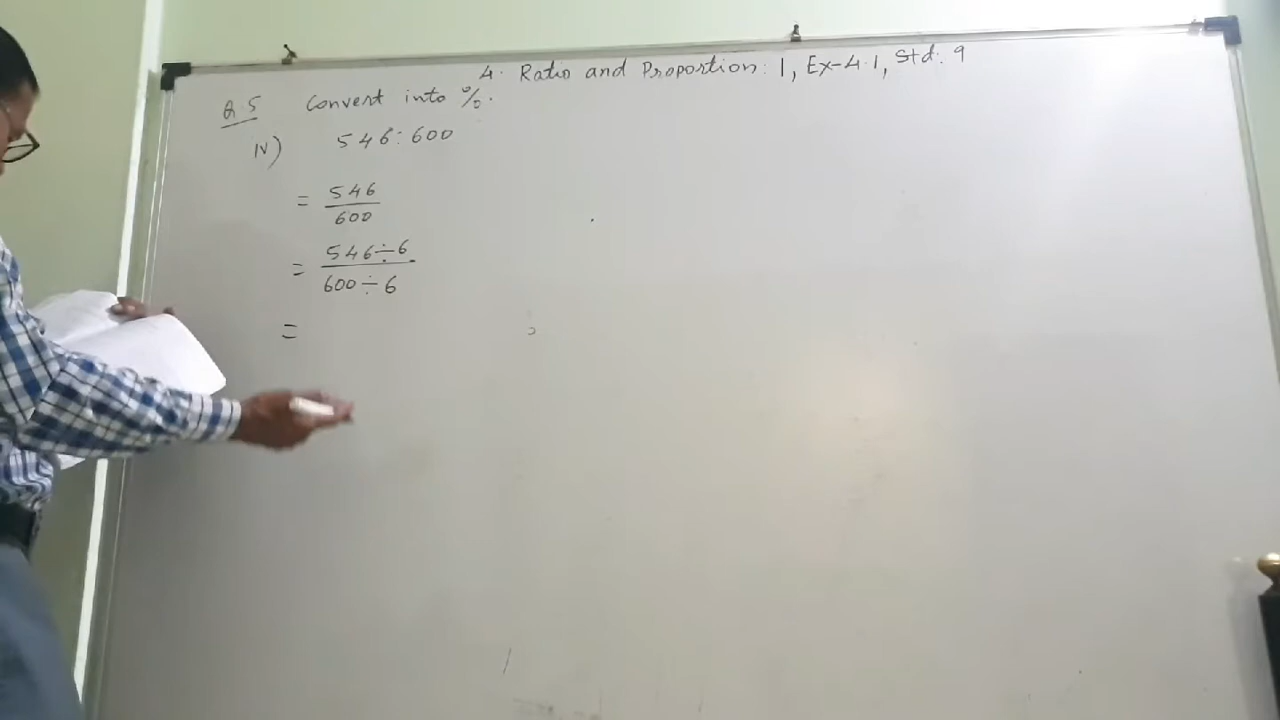 4. Ratio and Proportion: 1, Ex-4.1, Std: 9
Q.5 Convert into %.
iv) 546:600
= 546/600
= 546÷6/600÷6
=